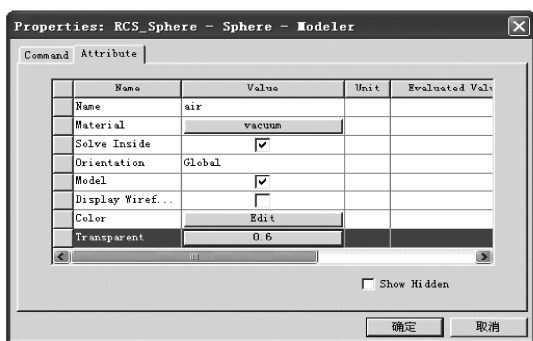 Properties: RCS_Sphere - Sphere - Modeler
Command Attribute
Name Value Unit Evaluated Valu
Name air
Material vacuum
Solve Inside
Orientation Global
Model
Display Wiref...
Color Edit
Transparent 0.6
Show Hidden
确定 取消